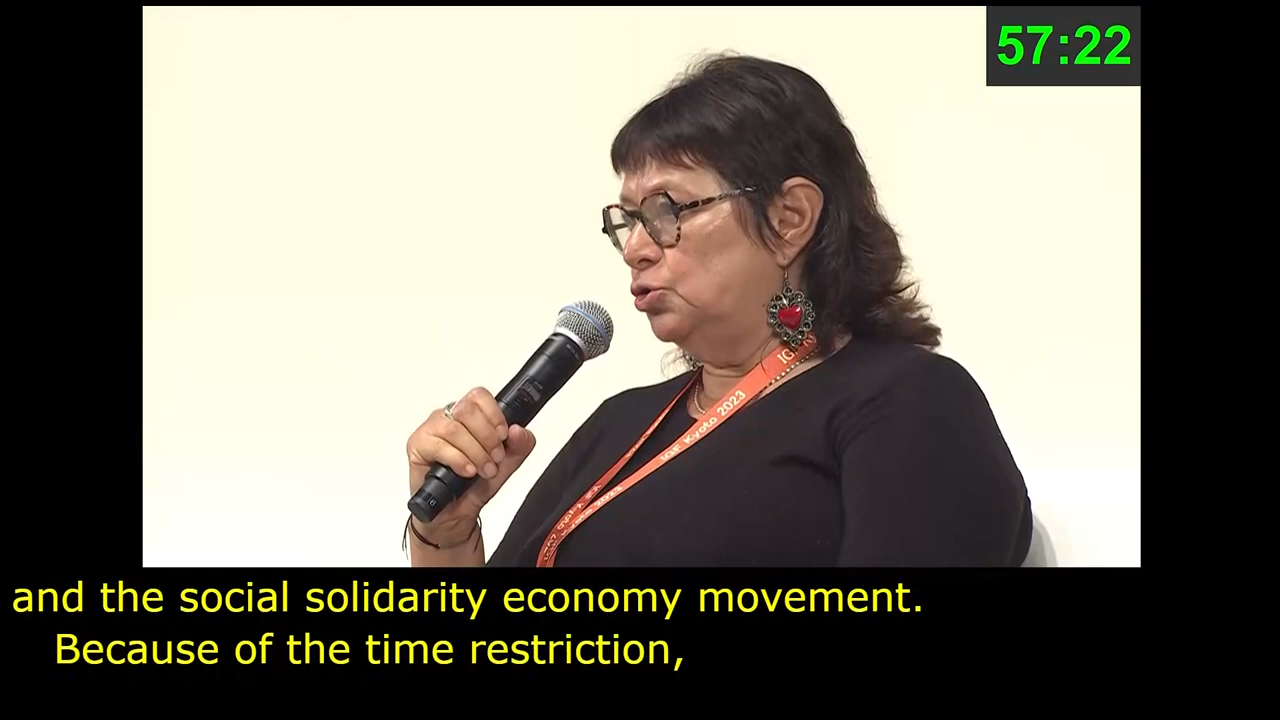 57:22
IGF Kyoto 2023
and the social solidarity economy movement.
Because of the time restriction,